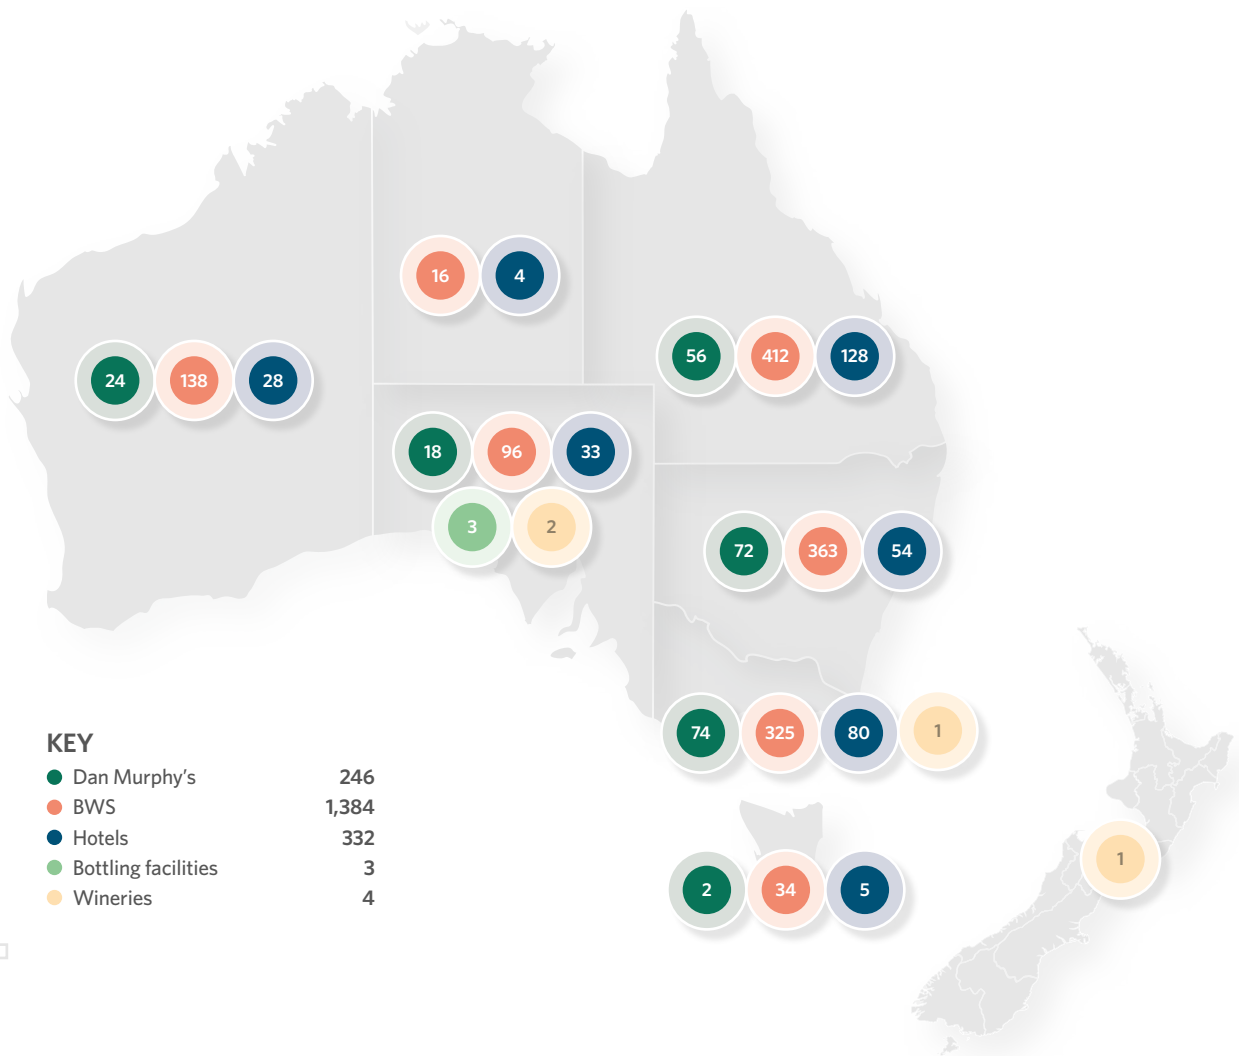 16 4
56 412 128
24 138 28
18 96 33
3 2
72 363 54
74 325 80 1
KEY
Dan Murphy's 246
BWS 1,384
Hotels 332
Bottling facilities 3
Wineries 4
1
2 34 5